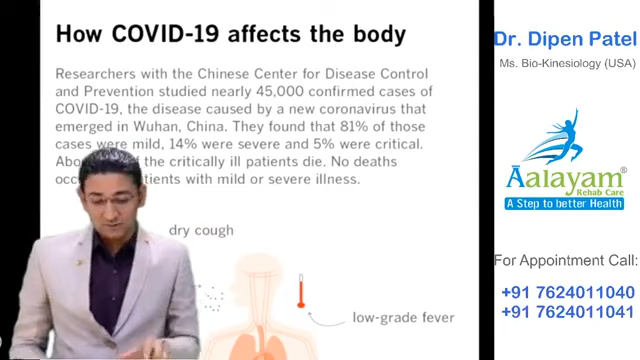 How COVID-19 affects the body
Researchers with the Chinese Center for Disease Control
and Prevention studied nearly 45,000 confirmed cases of
COVID-19, the disease caused by a new coronavirus that
emerged in Wuhan, China. They found that 81% of those
cases were mild, 14% were severe and 5% were critical.
of the critically ill patients die. No deaths
with mild or severe illness.
dry cough
low-grade fever
Dr. Dipen Patel
Ms. Bio-Kinesiology (USA)
Aalayam®
Rehab Care
A Step to better Health
For Appointment Call:
+91 7624011040
+91 7624011041